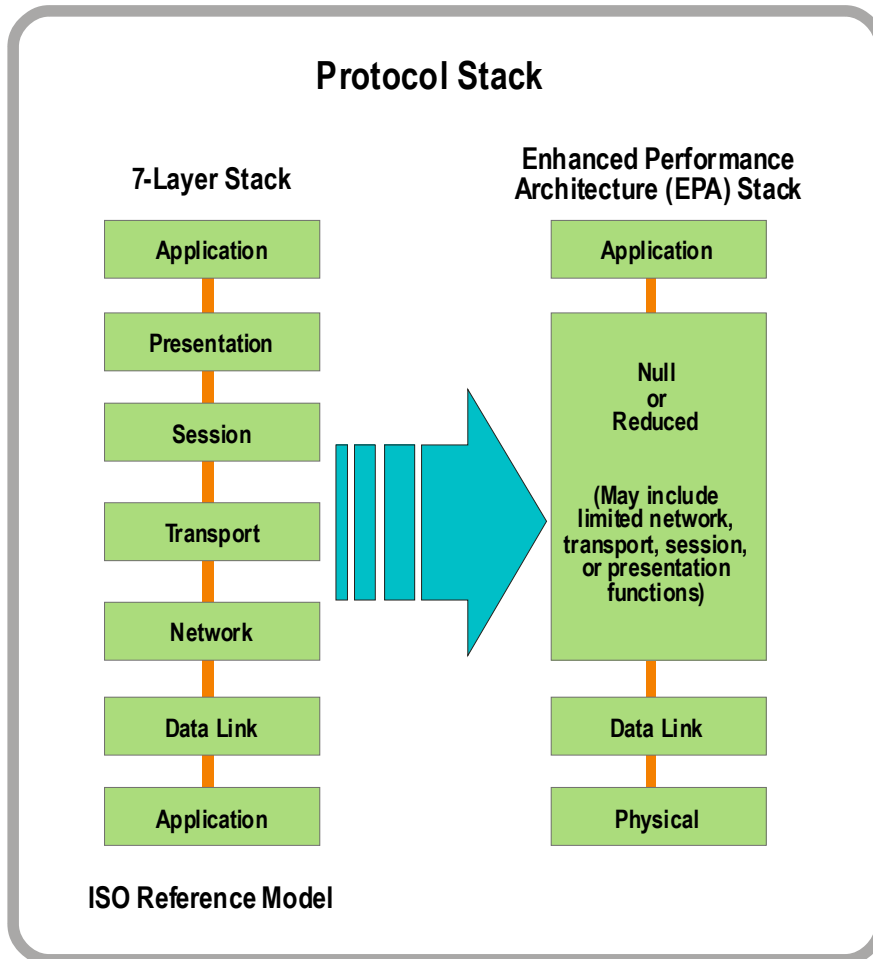 Protocol Stack
7-Layer Stack
Application
Presentation
Session
Transport
Network
Data Link
Application
ISO Reference Model
Enhanced Performance
Architecture (EPA) Stack
Application
Null
or
Reduced
(May include
limited network,
transport, session,
or presentation
functions)
Data Link
Physical